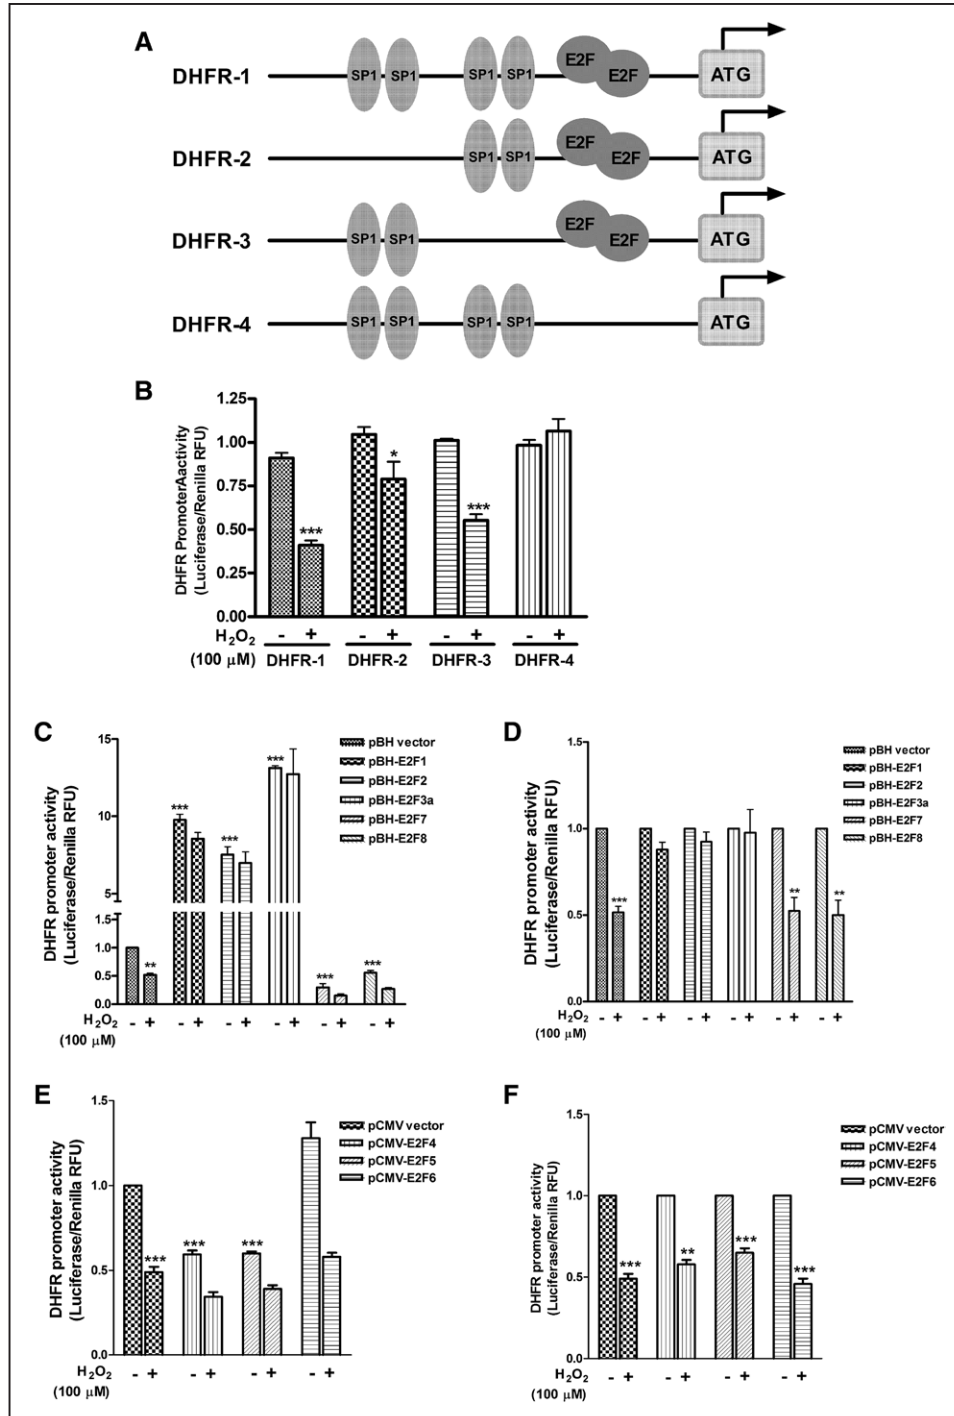 A
DHFR-1 SP1 SP1 SP1 SP1 E2F E2F ATG
DHFR-2 SP1 SP1 E2F E2F ATG
DHFR-3 SP1 SP1 E2F E2F ATG
DHFR-4 SP1 SP1 SP1 SP1 ATG
B
DHFR PromoterAactivity
(Luciferase/Renilla RFU)
1.25
1.00
0.75
0.50
0.25
0.00
*** * ***
H2O2 - + - + - + - +
(100 µM) DHFR-1 DHFR-2 DHFR-3 DHFR-4
C
DHFR promoter activity
(Luciferase/Renilla RFU)
15
10
5
1.5
1.0
0.5
0.0
** *** *** *** *** ***
pBH vector
pBH-E2F1
pBH-E2F2
pBH-E2F3a
pBH-E2F7
pBH-E2F8
H2O2 - + - + - + - + - + - +
(100 µM)
D
DHFR promoter activity
(Luciferase/Renilla RFU)
1.5
1.0
0.5
0.0
*** ** **
pBH vector
pBH-E2F1
pBH-E2F2
pBH-E2F3a
pBH-E2F7
pBH-E2F8
H2O2 - + - + - + - + - + - +
(100 µM)
E
DHFR promoter activity
(Luciferase/Renilla RFU)
1.5
1.0
0.5
0.0
*** *** ***
pCMV vector
pCMV-E2F4
pCMV-E2F5
pCMV-E2F6
H2O2 - + - + - + - +
(100 µM)
F
DHFR promoter activity
(Luciferase/Renilla RFU)
1.5
1.0
0.5
0.0
*** ** *** ***
pCMV vector
pCMV-E2F4
pCMV-E2F5
pCMV-E2F6
H2O2 - + - + - + - +
(100 µM)